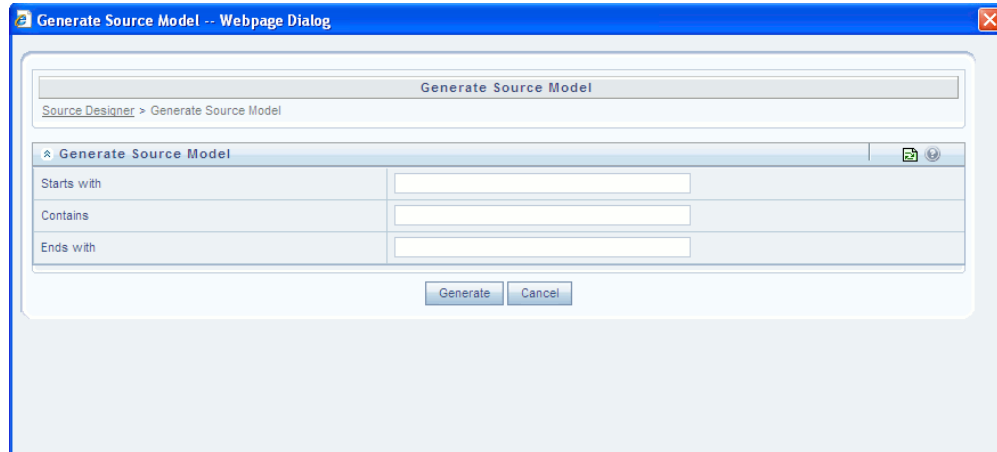 Generate Source Model -- Webpage Dialog
Generate Source Model
Source Designer > Generate Source Model
Generate Source Model
Starts with
Contains
Ends with
Generate Cancel